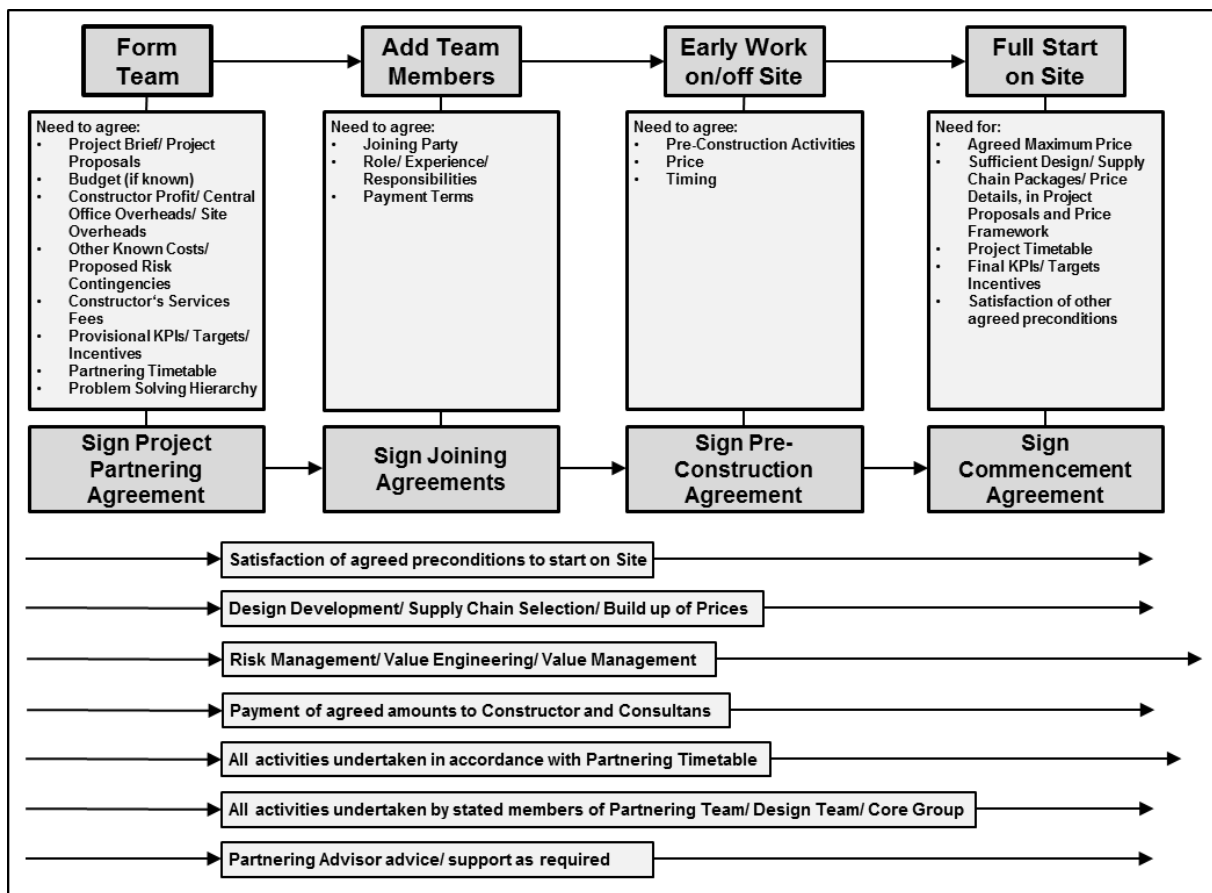 Form
Team
Add Team
Members
Early Work
on/off Site
Full Start
on Site
Need to agree:
• Project Brief/ Project
Proposals
• Budget (if known)
• Constructor Profit/ Central
Office Overheads/ Site
Overheads
• Other Known Costs/
Proposed Risk
Contingencies
• Constructor‘s Services
Fees
• Provisional KPIs/ Targets/
Incentives
• Partnering Timetable
• Problem Solving Hierarchy
Need to agree:
• Joining Party
• Role/ Experience/
Responsibilities
• Payment Terms
Need to agree:
• Pre-Construction Activities
• Price
• Timing
Need for:
• Agreed Maximum Price
• Sufficient Design/ Supply
Chain Packages/ Price
Details, in Project
Proposals and Price
Framework
• Project Timetable
• Final KPIs/ Targets
Incentives
• Satisfaction of other
agreed preconditions
Sign Project
Partnering
Agreement
Sign Joining
Agreements
Sign Pre-
Construction
Agreement
Sign
Commencement
Agreement
Satisfaction of agreed preconditions to start on Site
Design Development/ Supply Chain Selection/ Build up of Prices
Risk Management/ Value Engineering/ Value Management
Payment of agreed amounts to Constructor and Consultans
All activities undertaken in accordance with Partnering Timetable
All activities undertaken by stated members of Partnering Team/ Design Team/ Core Group
Partnering Advisor advice/ support as required